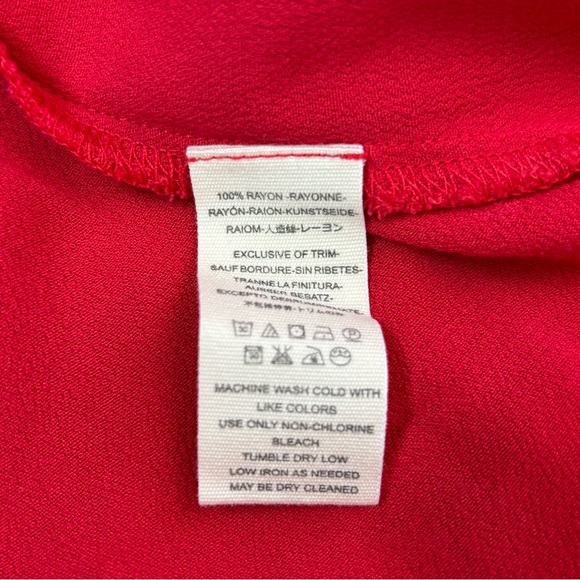 100% RAYON -RAYONNE-
RAYÓN-RAION-KUNSTSEIDE-
RAIOM-人造絲-レーヨン
EXCLUSIVE OF TRIM-
SAUF BORDURE-SIN RIBETES-
TRANNE LA FINITURA-
AUSSER BESATZ-
EXCEPTO
MACHINE WASH COLD WITH
LIKE COLORS
USE ONLY NON-CHLORINE
BLEACH
TUMBLE DRY LOW
LOW IRON AS NEEDED
MAY BE DRY CLEANED